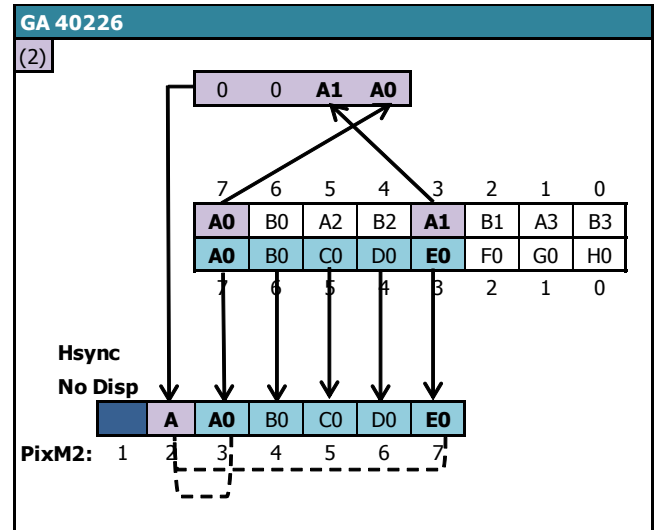 GA 40226
(2)
0 0 A1 A0
7 6 5 4 3 2 1 0
A0 B0 A2 B2 A1 B1 A3 B3
A0 B0 C0 D0 E0 F0 G0 H0
7 6 5 4 3 2 1 0
Hsync
No Disp
A A0 B0 C0 D0 E0
PixM2: 1 2 3 4 5 6 7